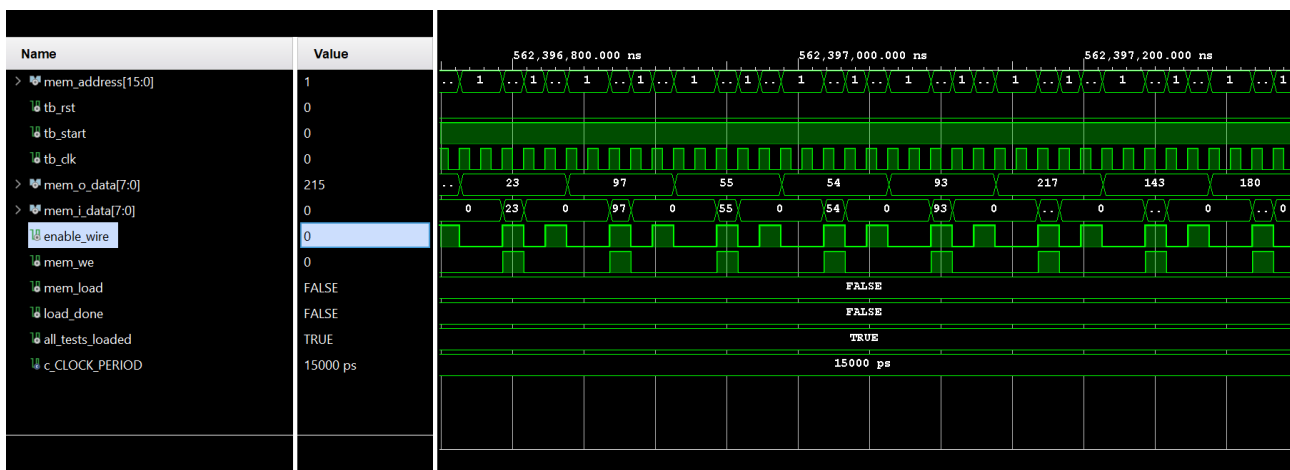 Name Value 562,396,800.000 ns 562,397,000.000 ns 562,397,200.000 ns
mem_address[15:0] 1 .. 1 .. 1 .. 1 .. 1 .. 1 .. 1 .. 1 .. 1 .. 1 .. 1 .. 1 .. 1 .. 1 .. 1 .. 1 .. 1
tb_rst 0
tb_start 0
tb_clk 0
mem_o_data[7:0] 215 .. 23 97 55 54 93 217 143 180
mem_i_data[7:0] 0 0 23 0 97 0 55 0 54 0 93 0 .. 0 .. 0 .. 0
enable_wire 0
mem_we 0
mem_load FALSE FALSE
load_done FALSE FALSE
all_tests_loaded TRUE TRUE
c_CLOCK_PERIOD 15000 ps 15000 ps